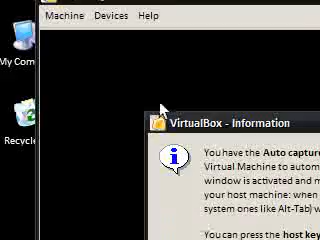 Machine Devices Help
My Com
Recycle
VirtualBox - Information
You have the Auto capture
Virtual Machine to autom
window is activated and m
your host machine: when
system ones like Alt-Tab) w
You can press the host key